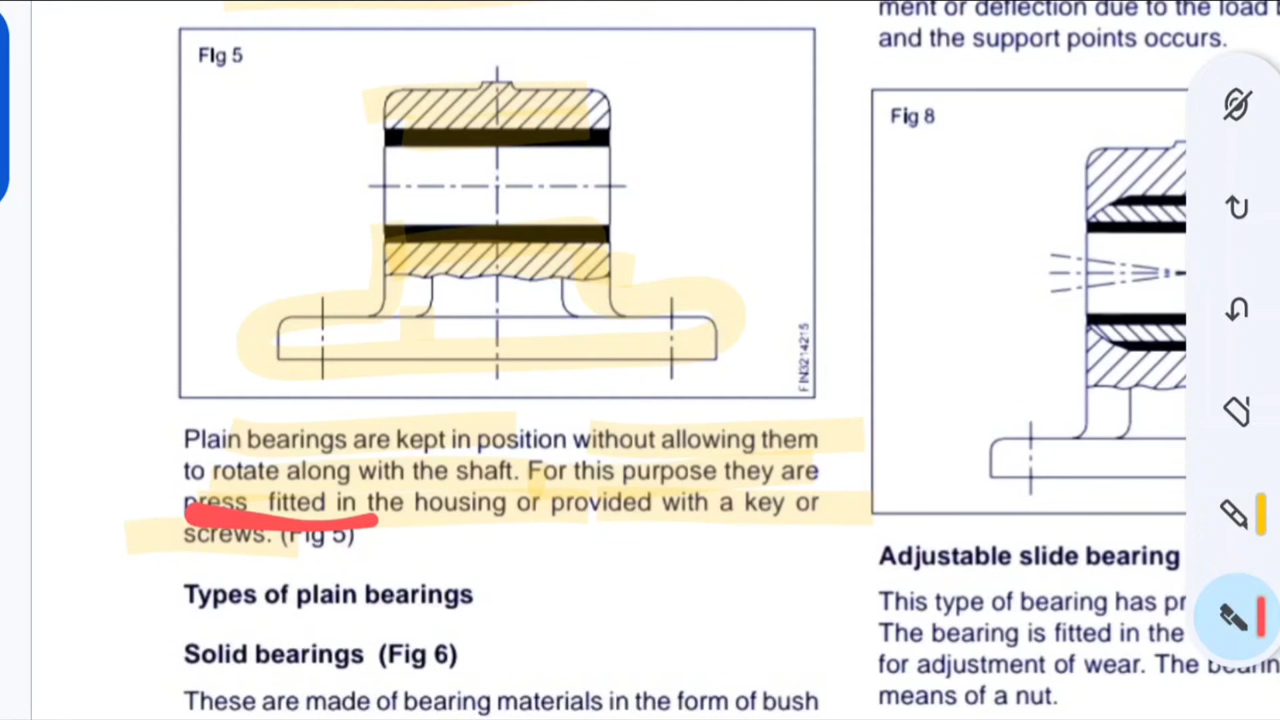 FIg 5
FIN3214215
Plain bearings are kept in position without allowing them
to rotate along with the shaft. For this purpose they are
press fitted in the housing or provided with a key or
screws. (Fig 5)
Types of plain bearings
Solid bearings (Fig 6)
These are made of bearing materials in the form of bush
ment or deflection due to the load
and the support points occurs.
Fig 8
Adjustable slide bearing
This type of bearing has
The bearing is fitted in the
for adjustment of wear. The
means of a nut.